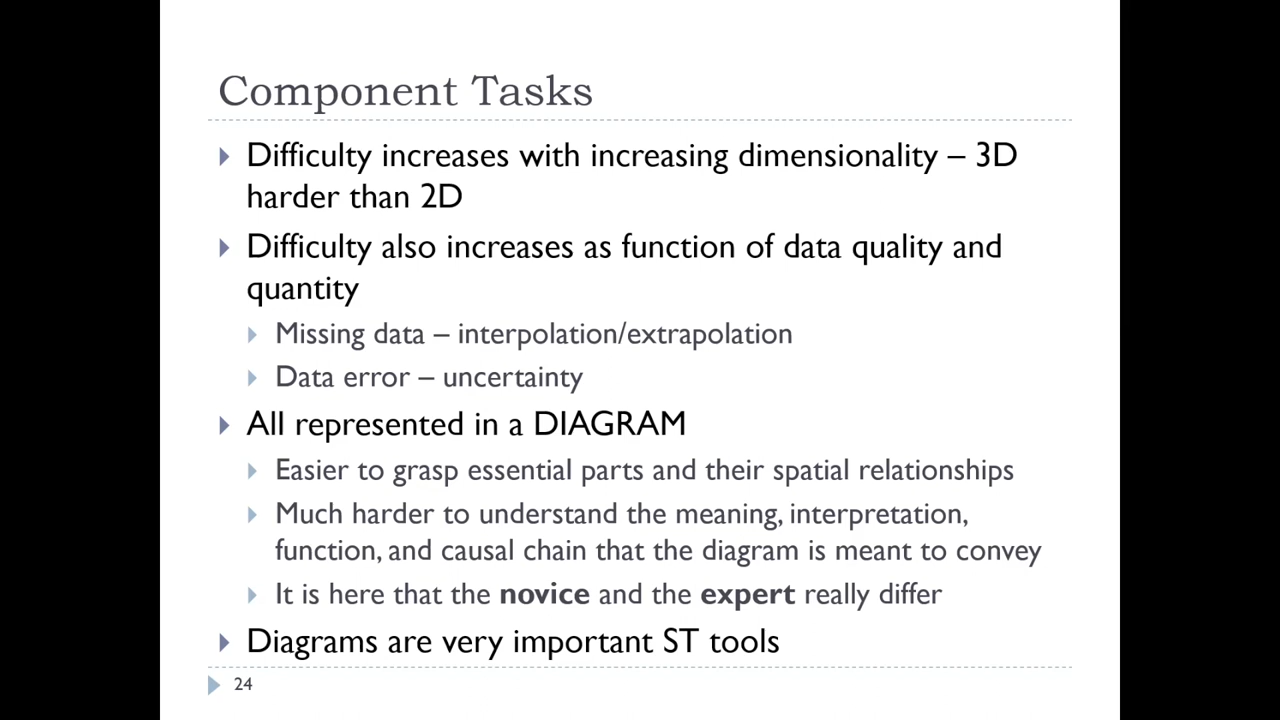 Component Tasks
Difficulty increases with increasing dimensionality – 3D
harder than 2D
Difficulty also increases as function of data quality and
quantity
Missing data – interpolation/extrapolation
Data error – uncertainty
All represented in a DIAGRAM
Easier to grasp essential parts and their spatial relationships
Much harder to understand the meaning, interpretation,
function, and causal chain that the diagram is meant to convey
It is here that the novice and the expert really differ
Diagrams are very important ST tools
24